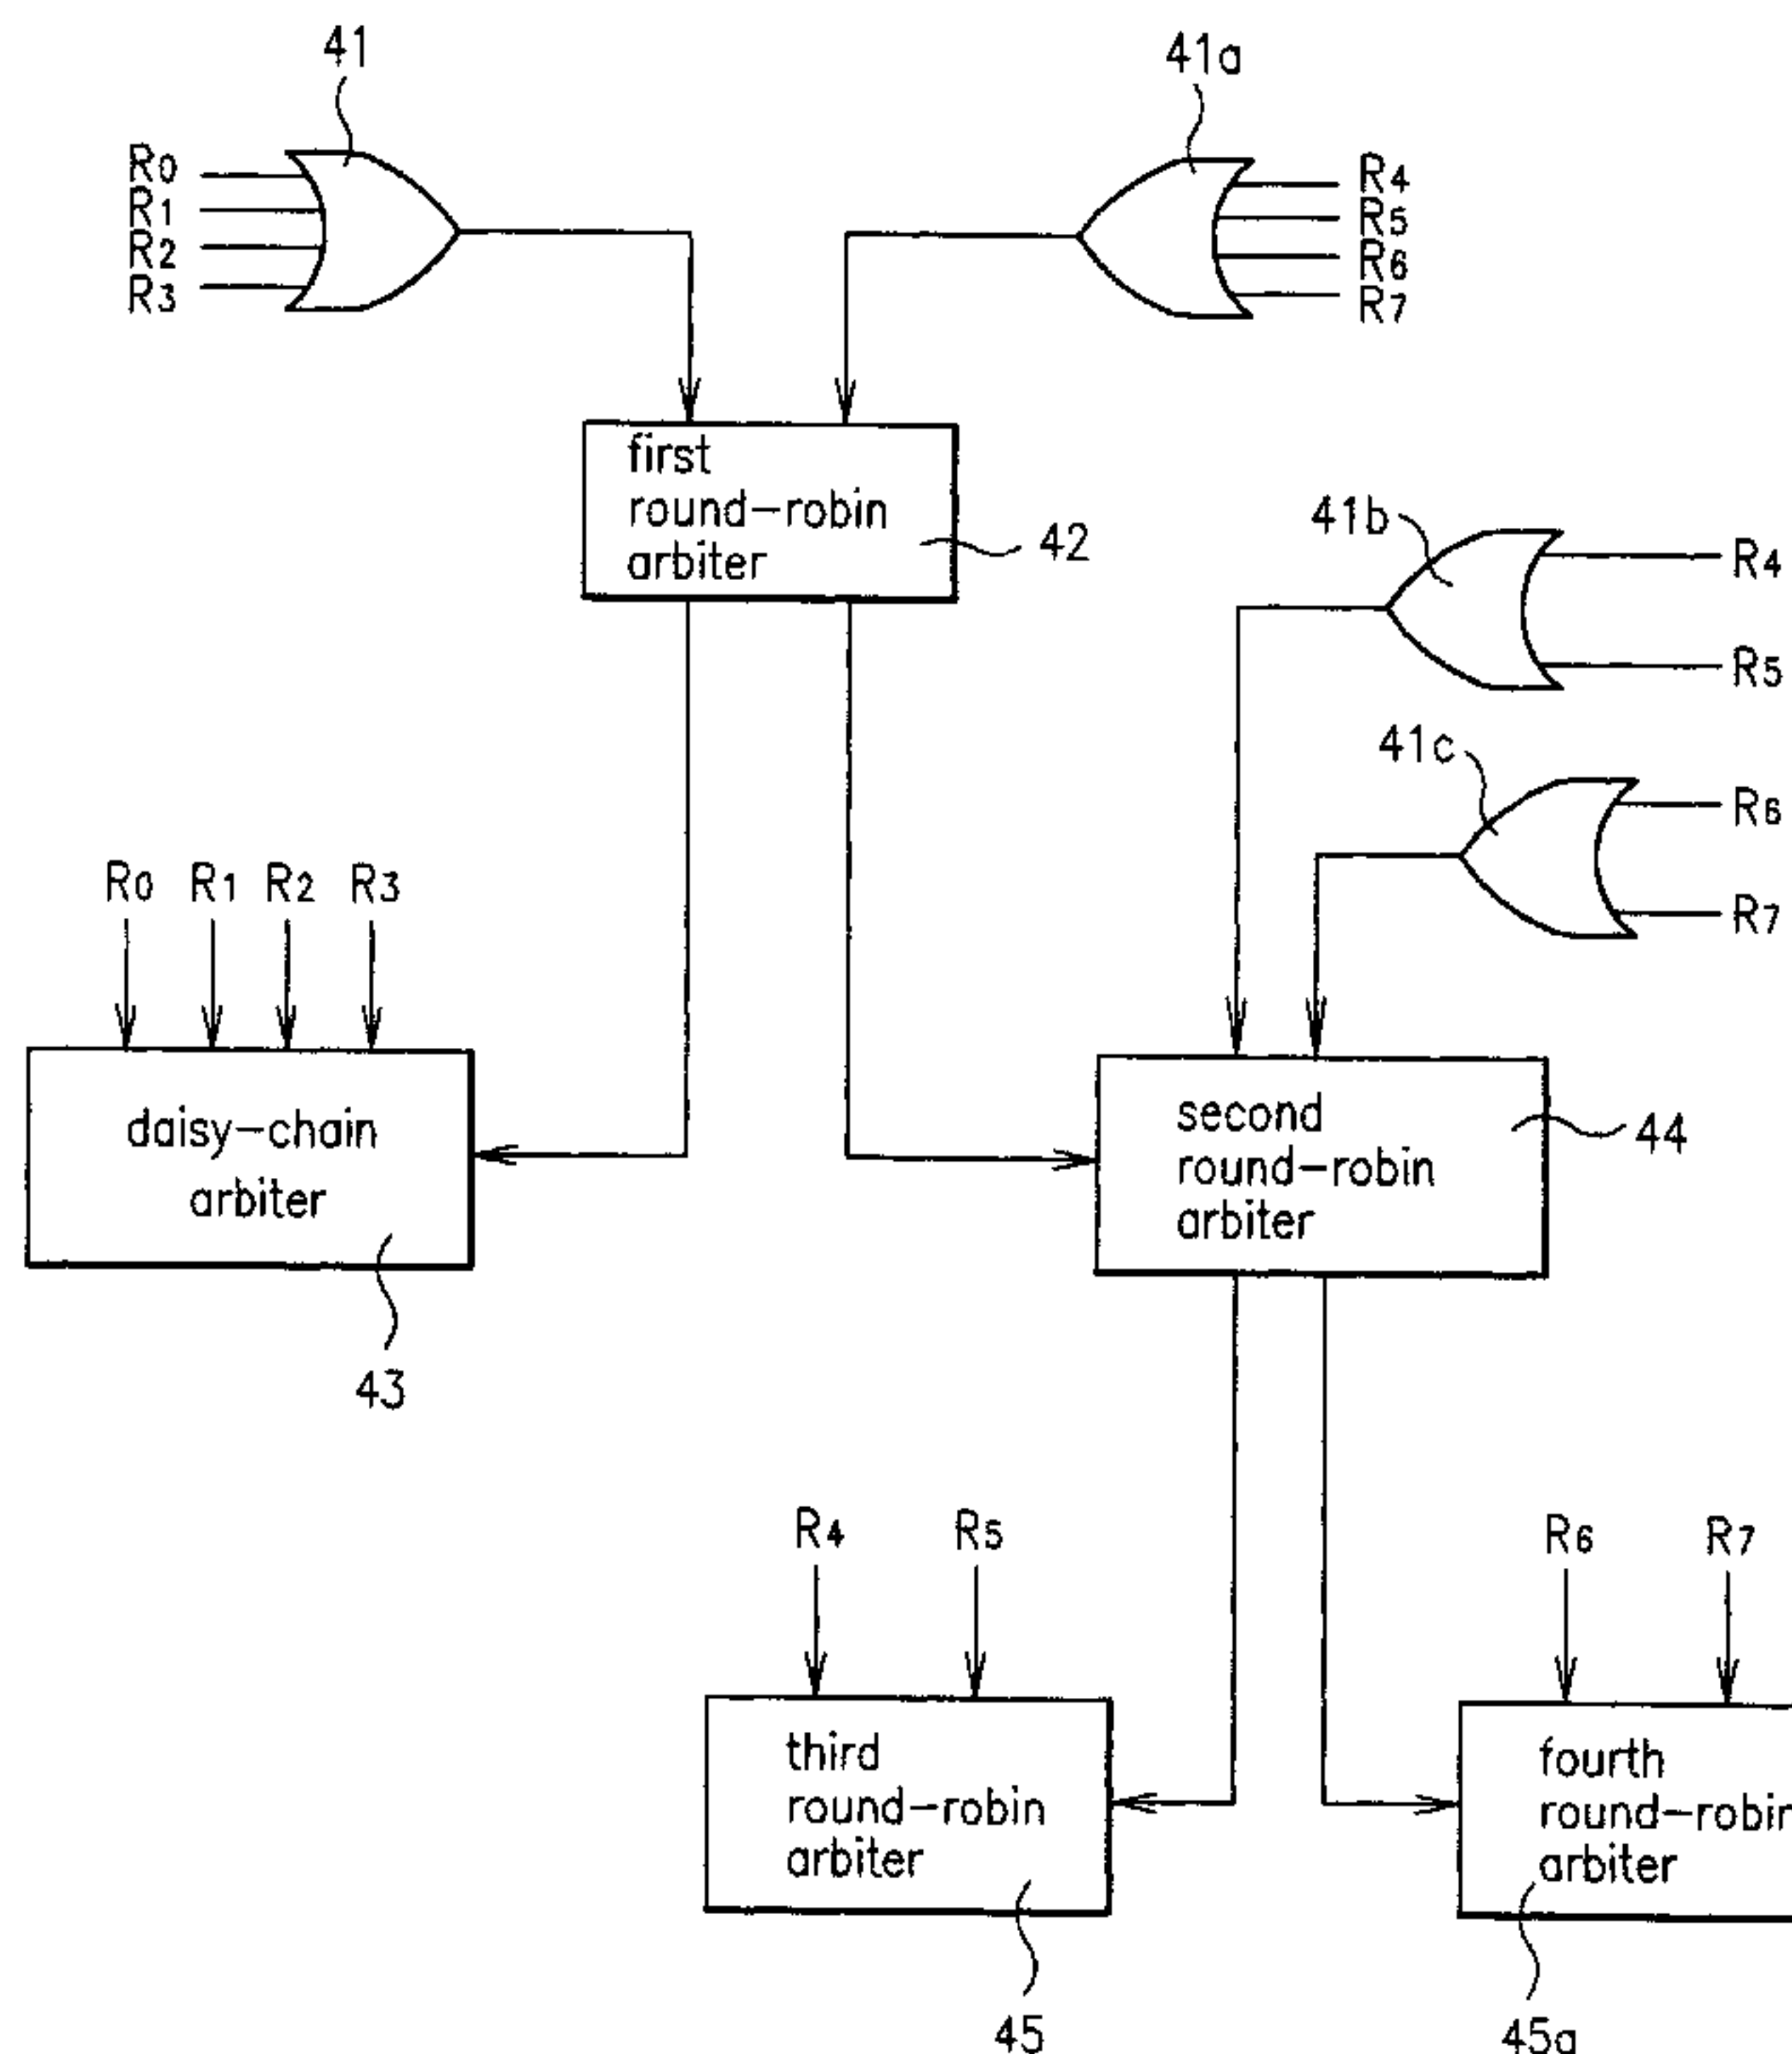 41
41a
R0
R1
R2
R3
R4
R5
R6
R7
first
round-robin
arbiter
42
41b
R4
R5
41c
R6
R7
R0 R1 R2 R3
daisy-chain
arbiter
43
second
round-robin
arbiter
44
R4 R5
R6 R7
third
round-robin
arbiter
45
fourth
round-robin
arbiter
45a